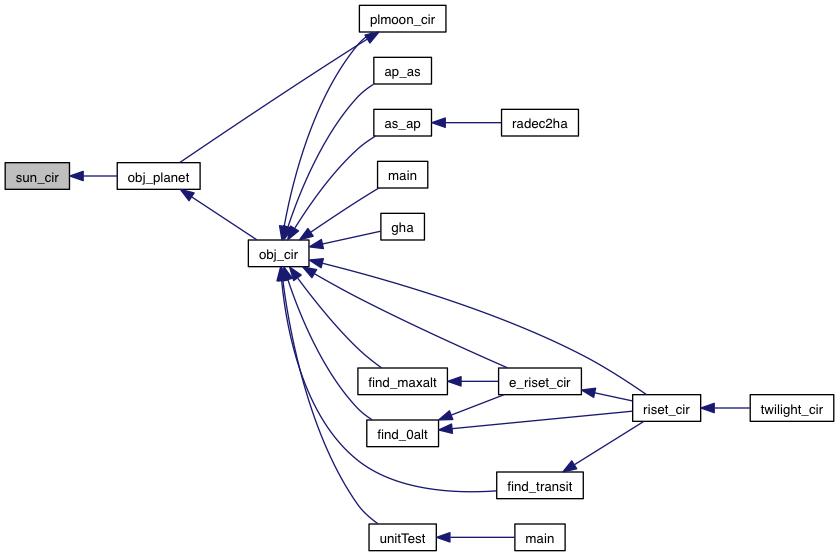 plmoon_cir
ap_as
as_ap
radec2ha
main
sun_cir
obj_planet
gha
obj_cir
find_maxalt
e_riset_cir
riset_cir
twilight_cir
find_0alt
find_transit
unitTest
main